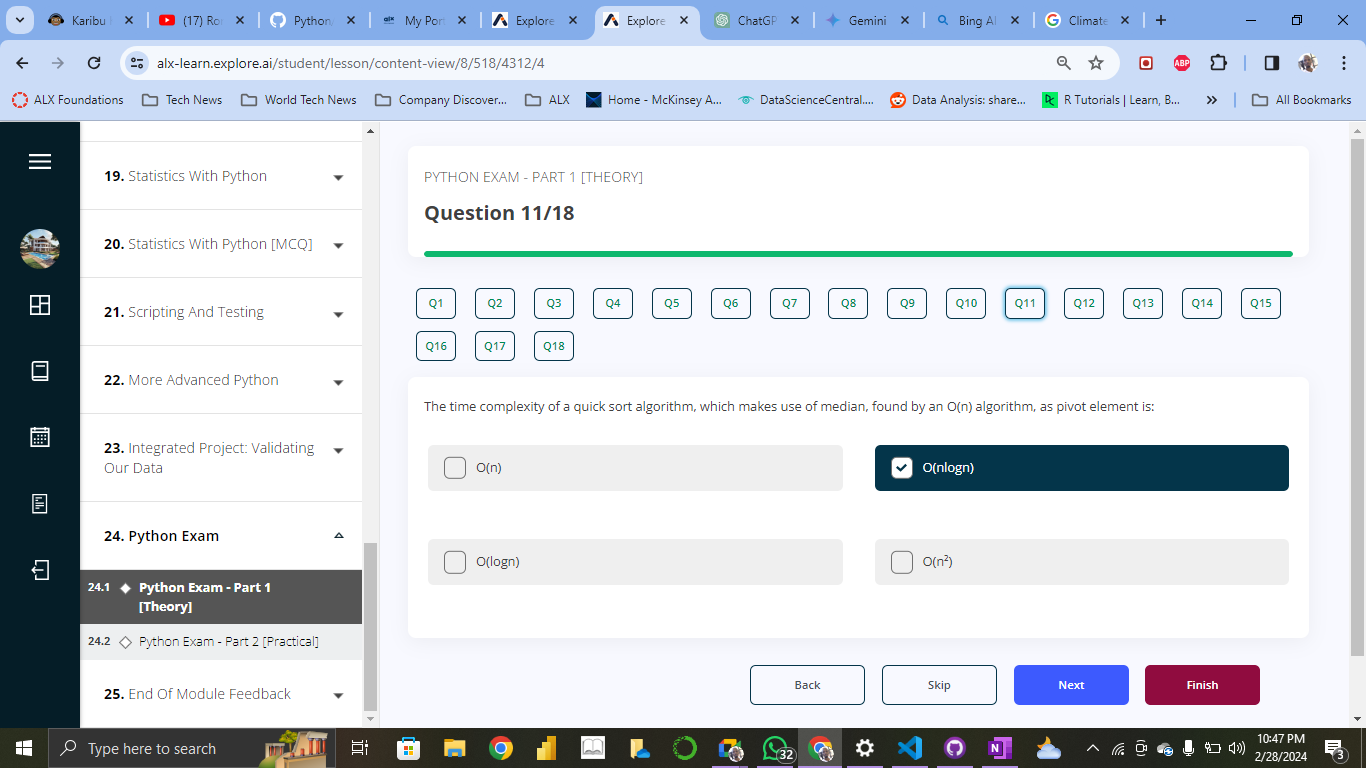 Karibu
(17) Ro
Python
My Por
Explore
Explore
ChatGP
Gemini
Bing AI
Climate
alx-learn.explore.ai/student/lesson/content-view/8/518/4312/4
ABP
ALX Foundations
Tech News
World Tech News
Company Discover...
ALX
Home - McKinsey A...
DataScienceCentral....
Data Analysis: share...
R Tutorials | Learn, B...
»
All Bookmarks
19. Statistics With Python
20. Statistics With Python [MCQ]
21. Scripting And Testing
22. More Advanced Python
23. Integrated Project: Validating
Our Data
24. Python Exam
24.1 Python Exam - Part 1
[Theory]
24.2 Python Exam - Part 2 [Practical]
25. End Of Module Feedback
PYTHON EXAM - PART 1 [THEORY]
Question 11/18
Q1 Q2 Q3 Q4 Q5 Q6 Q7 Q8 Q9 Q10 Q11 Q12 Q13 Q14 Q15
Q16 Q17 Q18
The time complexity of a quick sort algorithm, which makes use of median, found by an O(n) algorithm, as pivot element is:
O(n)
O(nlogn)
O(logn)
O(n²)
Back
Skip
Next
Finish
Type here to search
32
10:47 PM
2/28/2024
3